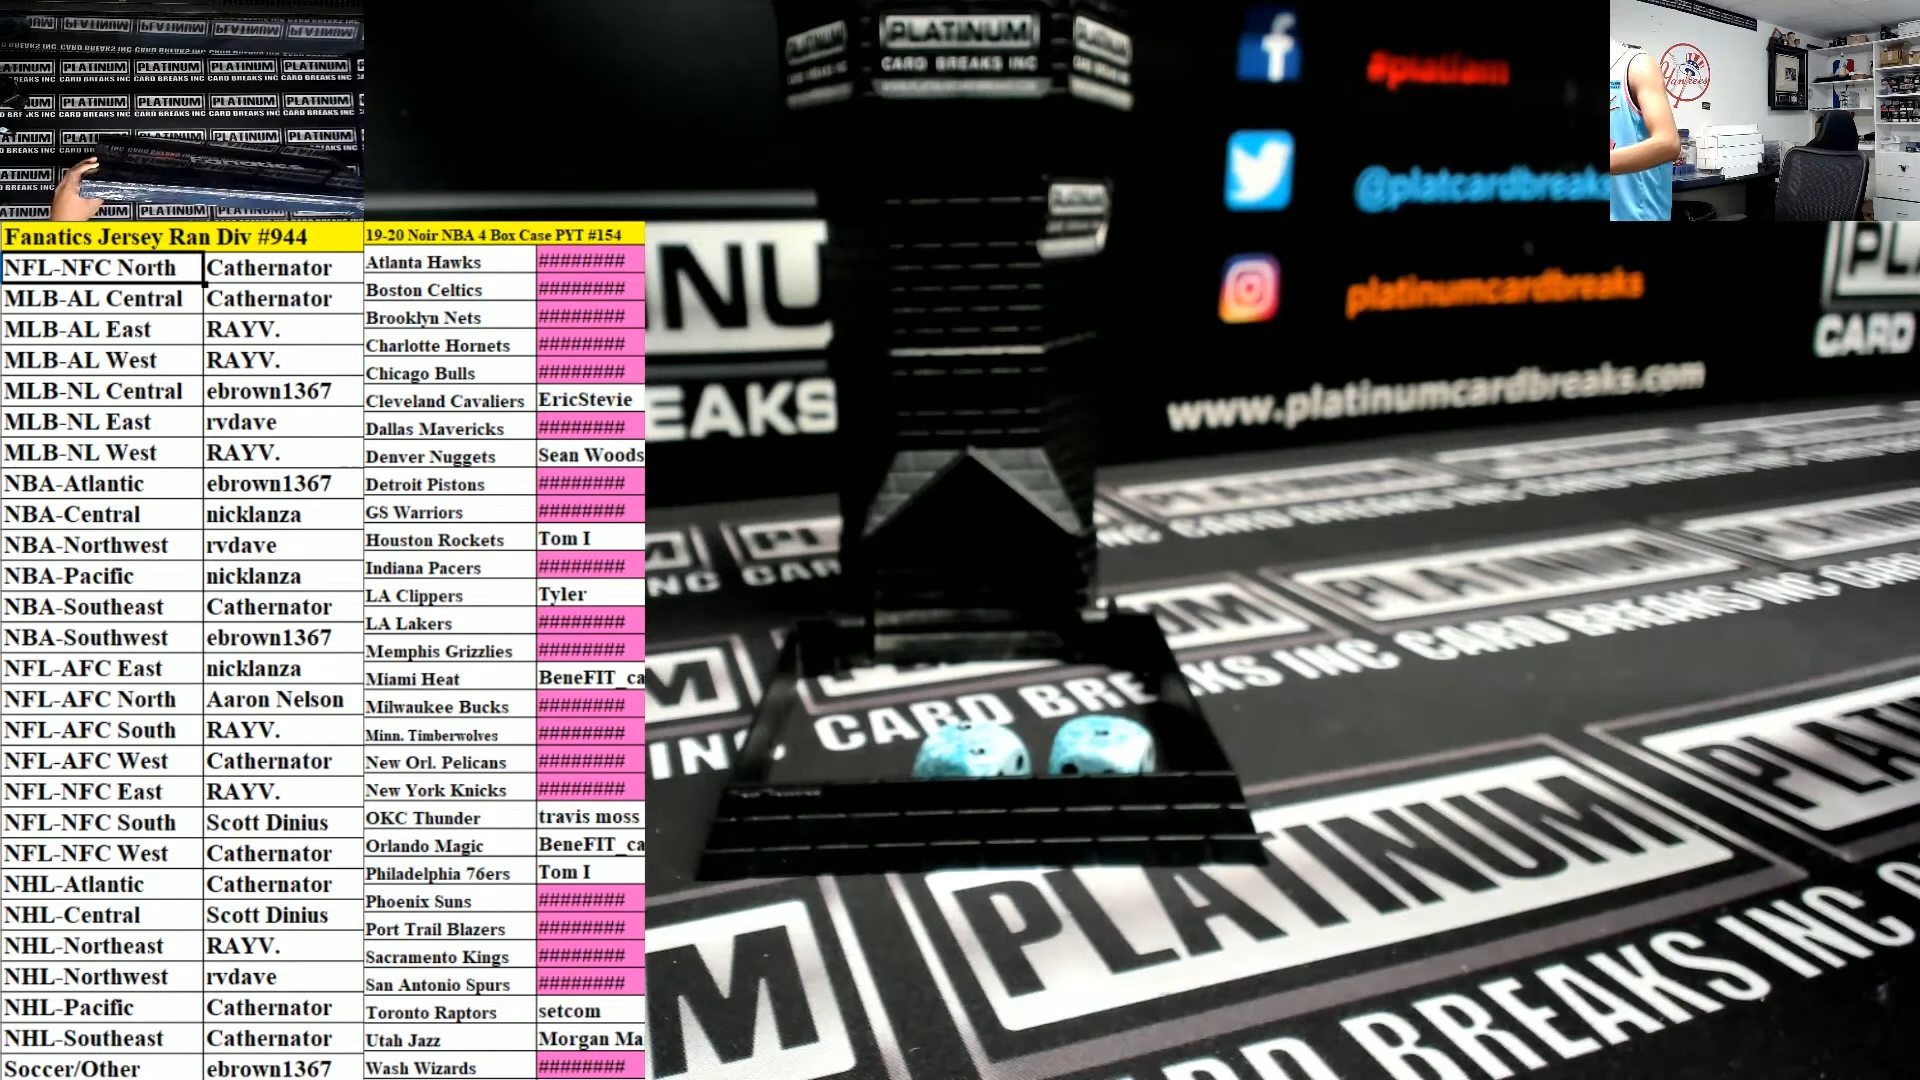 Fanatics Jersey Ran Div #944
NFL-NFC North Cathernator
MLB-AL Central Cathernator
MLB-AL East RAYV.
MLB-AL West RAYV.
MLB-NL Central ebrown1367
MLB-NL East rvdave
MLB-NL West RAYV.
NBA-Atlantic ebrown1367
NBA-Central nicklanza
NBA-Northwest rvdave
NBA-Pacific nicklanza
NBA-Southeast Cathernator
NBA-Southwest ebrown1367
NFL-AFC East nicklanza
NFL-AFC North Aaron Nelson
NFL-AFC South RAYV.
NFL-AFC West Cathernator
NFL-NFC East RAYV.
NFL-NFC South Scott Dinius
NFL-NFC West Cathernator
NHL-Atlantic Cathernator
NHL-Central Scott Dinius
NHL-Northeast RAYV.
NHL-Northwest rvdave
NHL-Pacific Cathernator
NHL-Southeast Cathernator
Soccer/Other ebrown1367
19-20 Noir NBA 4 Box Case PYT #154
Atlanta Hawks ########
Boston Celtics ########
Brooklyn Nets ########
Charlotte Hornets ########
Chicago Bulls ########
Cleveland Cavaliers EricStevie
Dallas Mavericks ########
Denver Nuggets Sean Woods
Detroit Pistons ########
GS Warriors ########
Houston Rockets Tom I
Indiana Pacers ########
LA Clippers Tyler
LA Lakers ########
Memphis Grizzlies ########
Miami Heat BeneFIT_ca
Milwaukee Bucks ########
Minn. Timberwolves ########
New Orl. Pelicans ########
New York Knicks ########
OKC Thunder travis moss
Orlando Magic BeneFIT_ca
Philadelphia 76ers Tom I
Phoenix Suns ########
Port Trail Blazers ########
Sacramento Kings ########
San Antonio Spurs ########
Toronto Raptors setcom
Utah Jazz Morgan Ma
Wash Wizards ########
PLATINUM
CARD BREAKS INC
#platfam
@platcardbreaks
platinumcardbreaks
www.platinumcardbreaks.com
Fanatics
Yankees
PLATINUM
CARD BREAKS INC